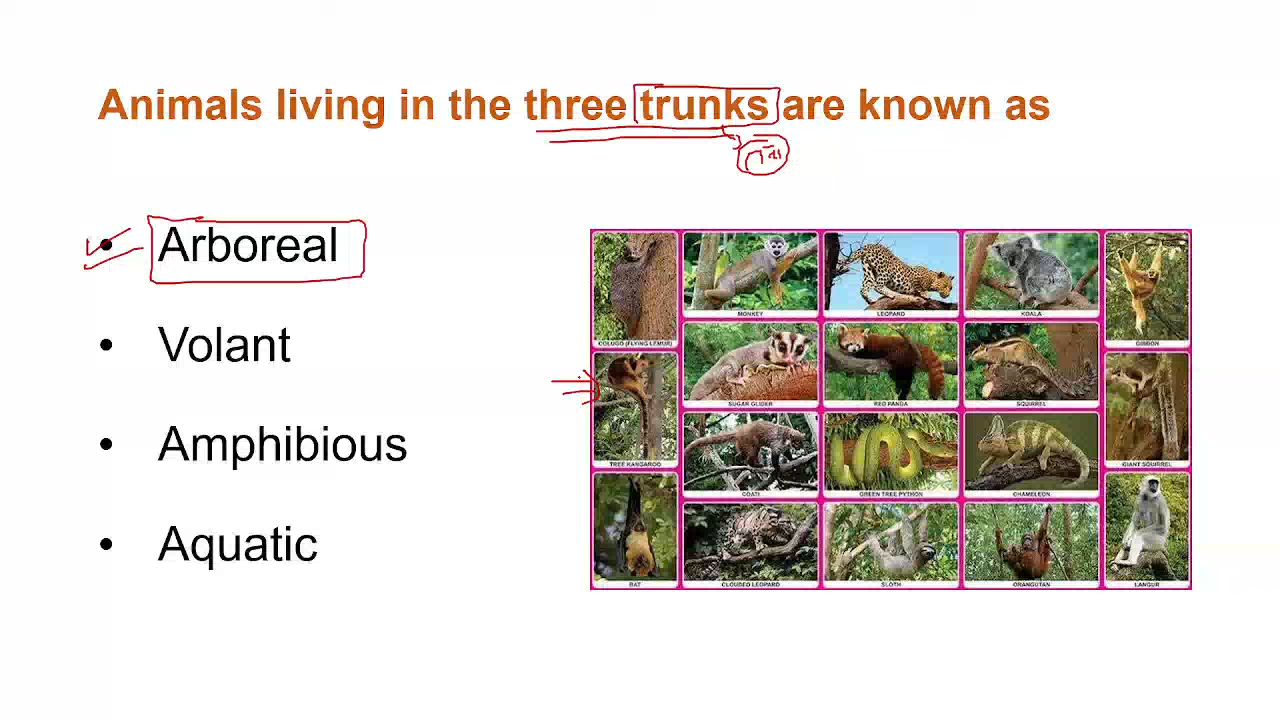 Animals living in the three trunks are known as
• Arboreal
• Volant
• Amphibious
• Aquatic
COLUGO (FLYING LEMUR)
MONKEY
LEOPARD
KOALA
GIBBON
SUGAR GLIDER
RED PANDA
SQUIRREL
TREE KANGAROO
COATI
GREEN TREE PYTHON
CHAMELEON
GIANT SQUIRREL
BAT
CLOUDED LEOPARD
SLOTH
ORANGUTAN
LANGUR